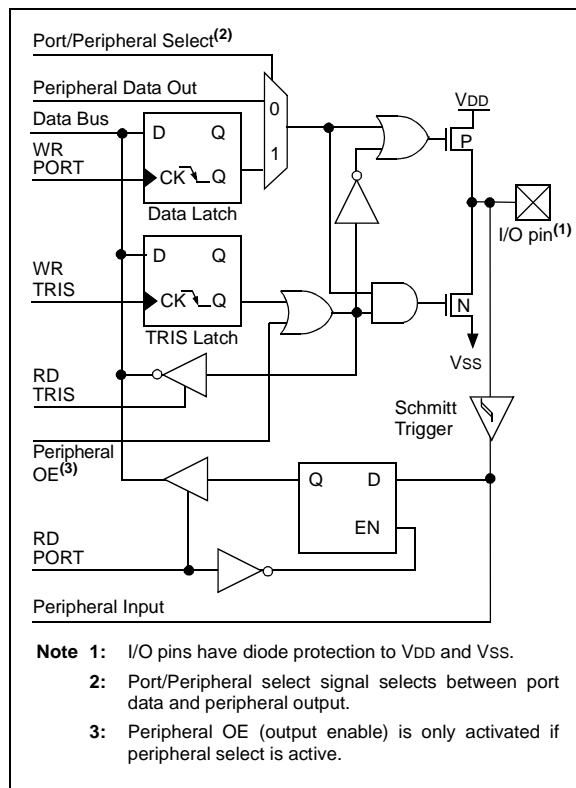 Port/Peripheral Select(2)
Peripheral Data Out
Data Bus
WR
PORT
D Q
CK Q
Data Latch
0
1
VDD
P
I/O pin(1)
WR
TRIS
D Q
CK Q
TRIS Latch
N
VSS
RD
TRIS
Schmitt
Trigger
Peripheral
OE(3)
Q D
EN
RD
PORT
Peripheral Input
Note 1: I/O pins have diode protection to VDD and VSS.
2: Port/Peripheral select signal selects between port
data and peripheral output.
3: Peripheral OE (output enable) is only activated if
peripheral select is active.